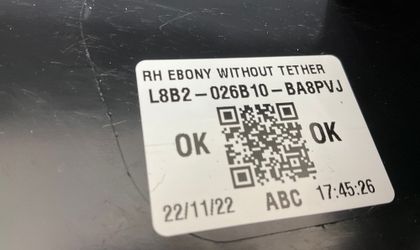 RH EBONY WITHOUT TETHER
L8B2-026B10-BA8PVJ
OK OK
22/11/22 ABC 17:45:26